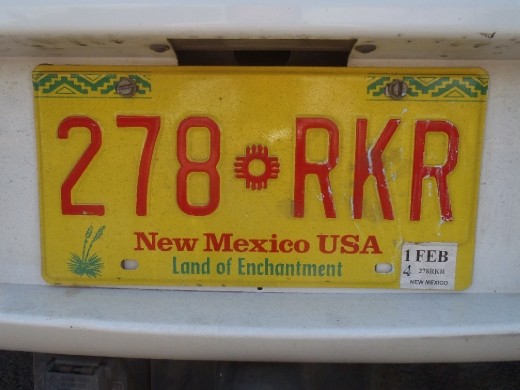 278 RKR
New Mexico USA
Land of Enchantment
1 FEB
4 278RKR
NEW MEXICO